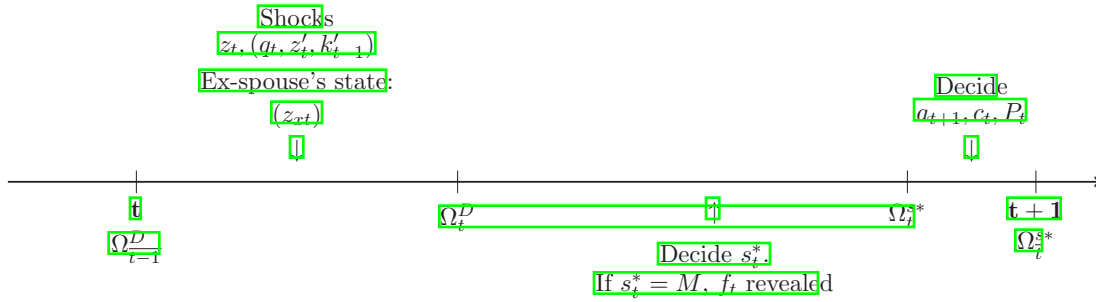 Shocks
z_t, (q_t, z'_t, k'_{t-1})
Ex-spouse's state:
(z_{xt})
↓
Decide
a_{t+1}, c_t, P_t
↓
t
Ω^D_t
↑
Ω^{s*}_t
t + 1
Ω^D_{t-1}
Ω^{s*}_t
Decide s^*_t.
If s^*_t = M, f_t revealed